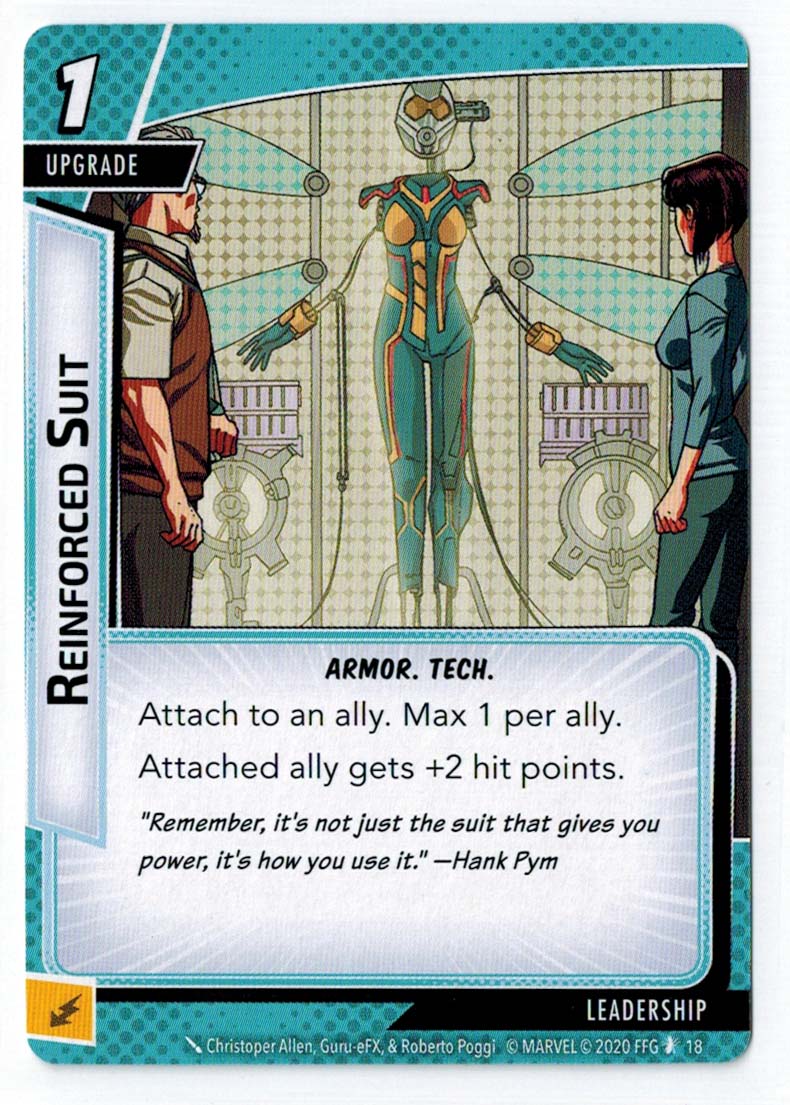 1
UPGRADE
REINFORCED SUIT
ARMOR. TECH.
Attach to an ally. Max 1 per ally.
Attached ally gets +2 hit points.
"Remember, it's not just the suit that gives you
power, it's how you use it." —Hank Pym
LEADERSHIP
Christoper Allen, Guru-eFX, & Roberto Poggi © MARVEL © 2020 FFG 18